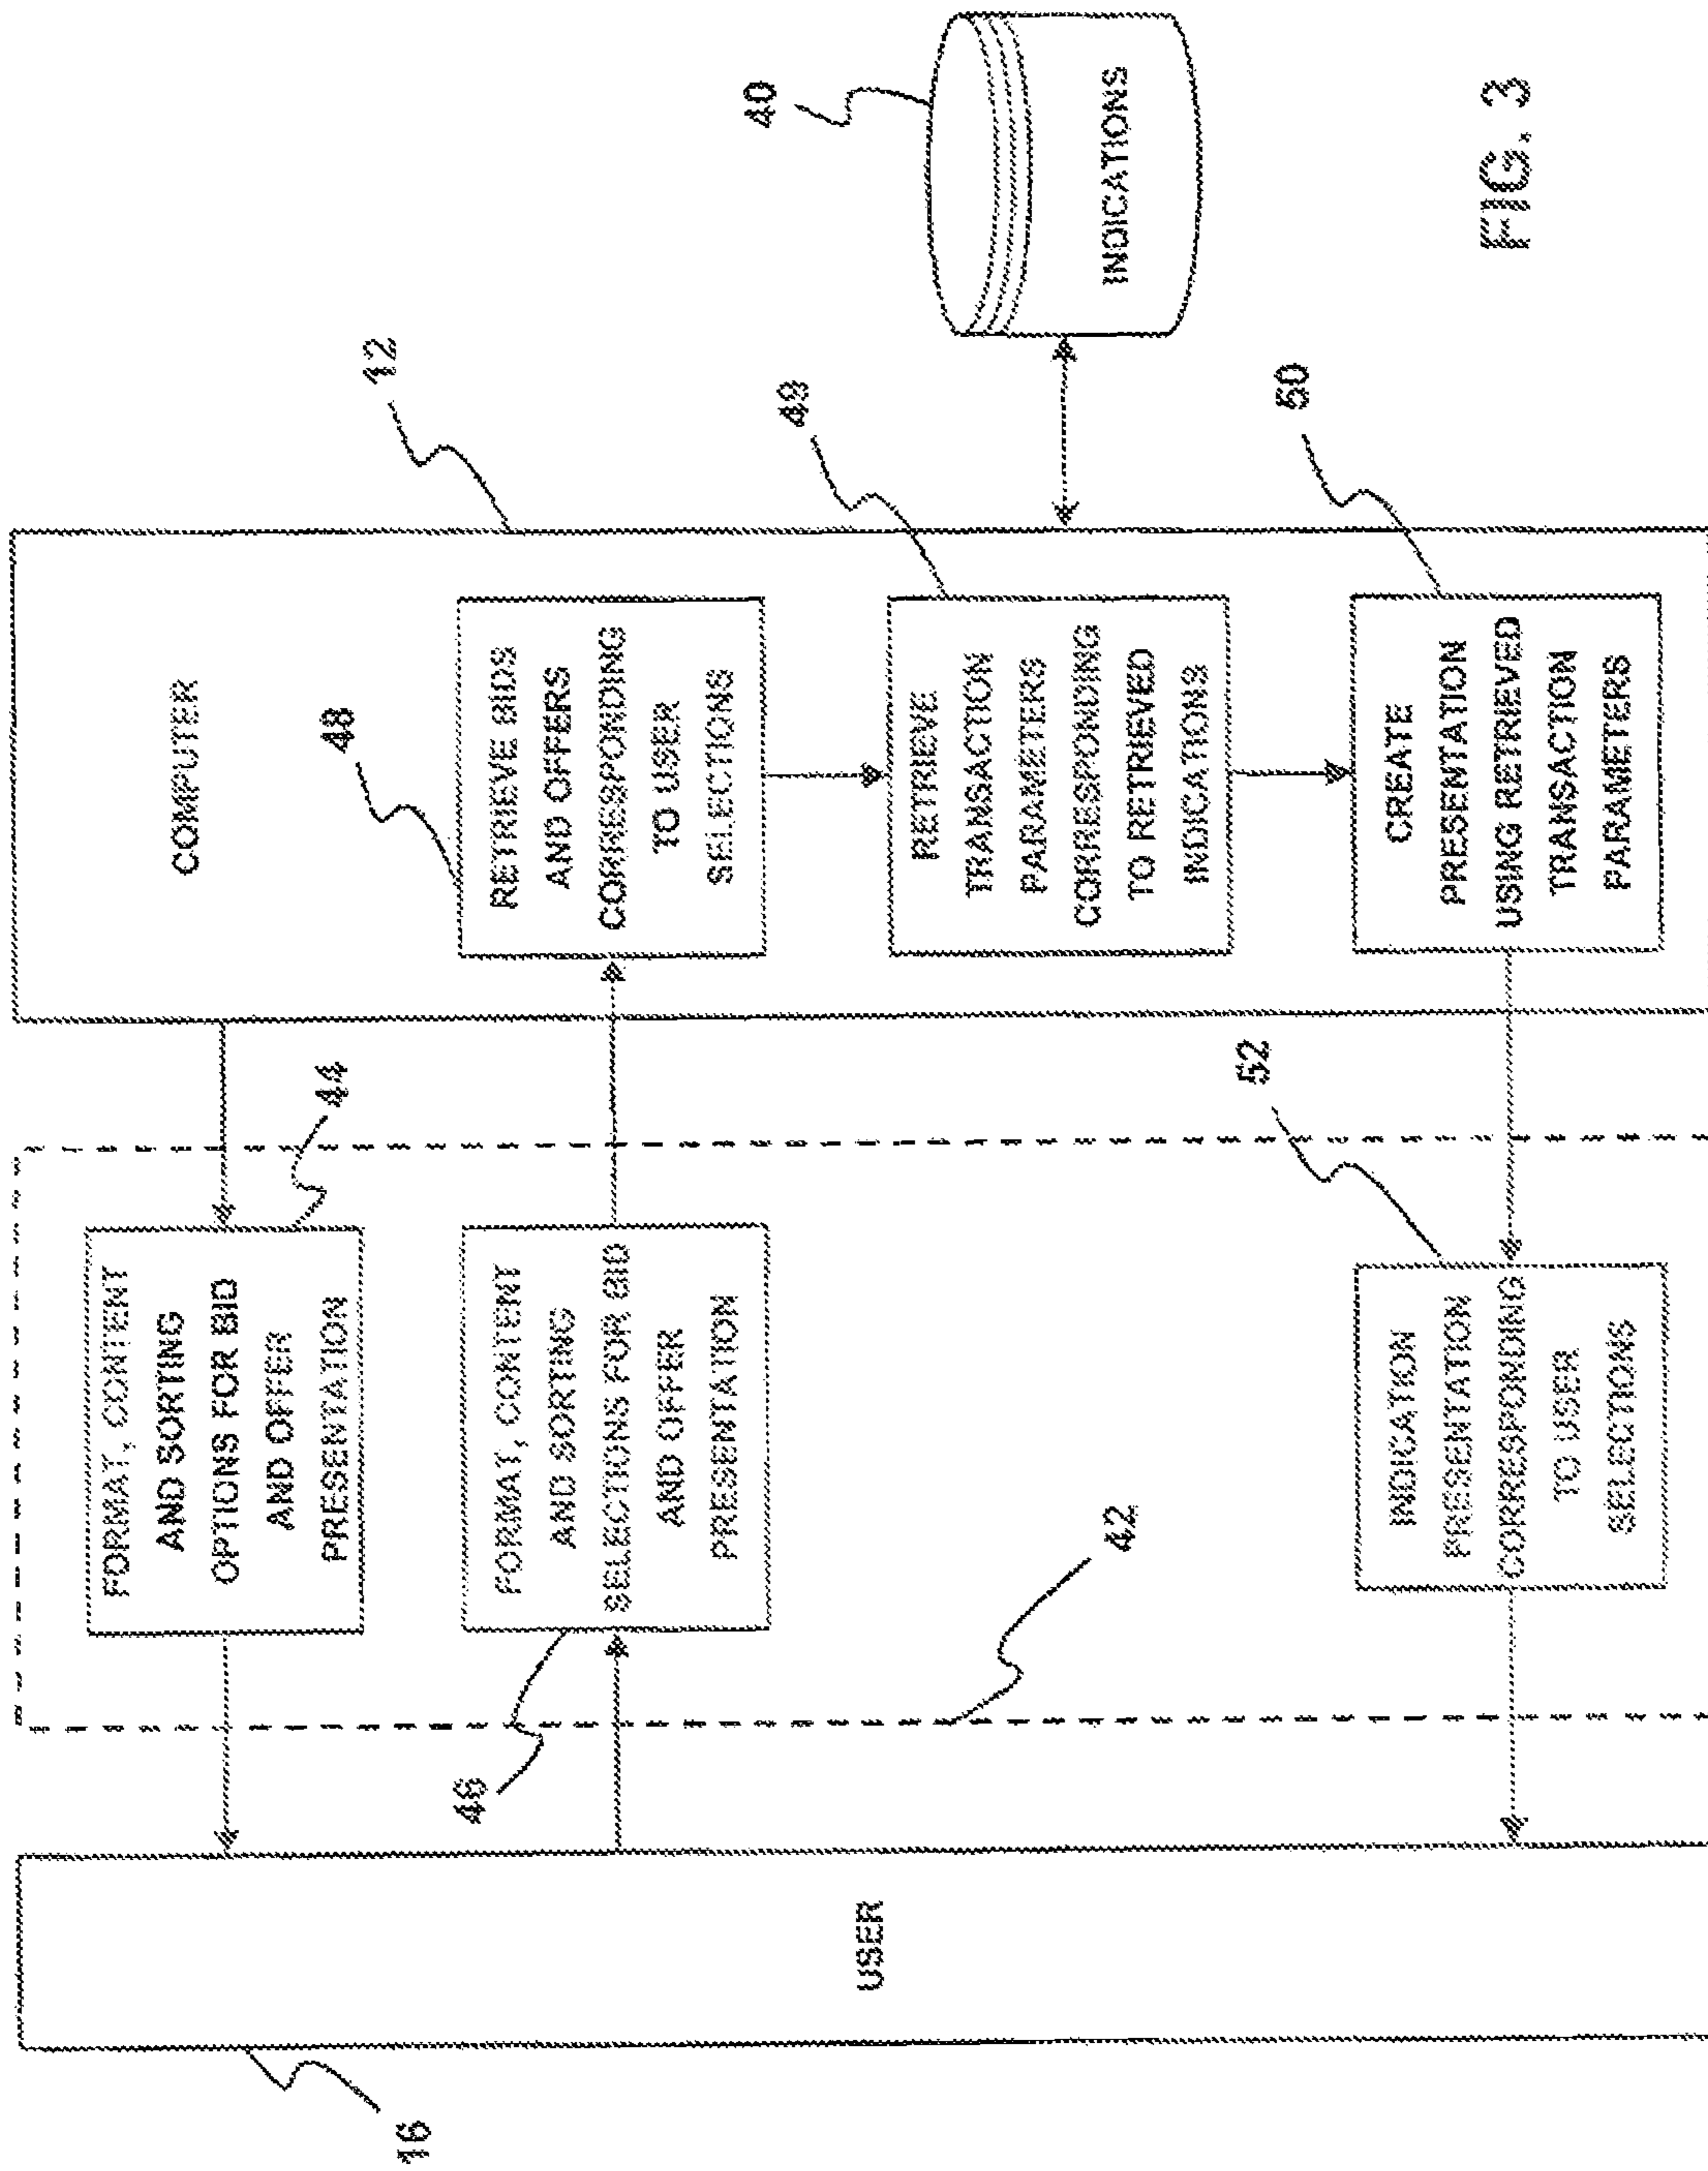 16
USER
42
FORMAT, CONTENT
AND SORTING
OPTIONS FOR BID
AND OFFER
PRESENTATION
44
46
FORMAT, CONTENT
AND SORTING
SELECTIONS FOR BID
AND OFFER
PRESENTATION
52
INDICATION
PRESENTATION
CORRESPONDING
TO USER
SELECTIONS
12
COMPUTER
48
RETRIEVE BIDS
AND OFFERS
CORRESPONDING
TO USER
SELECTIONS
49
RETRIEVE
TRANSACTION
PARAMETERS
CORRESPONDING
TO RETRIEVED
INDICATIONS
50
CREATE
PRESENTATION
USING RETRIEVED
TRANSACTION
PARAMETERS
40
INDICATIONS
FIG. 3